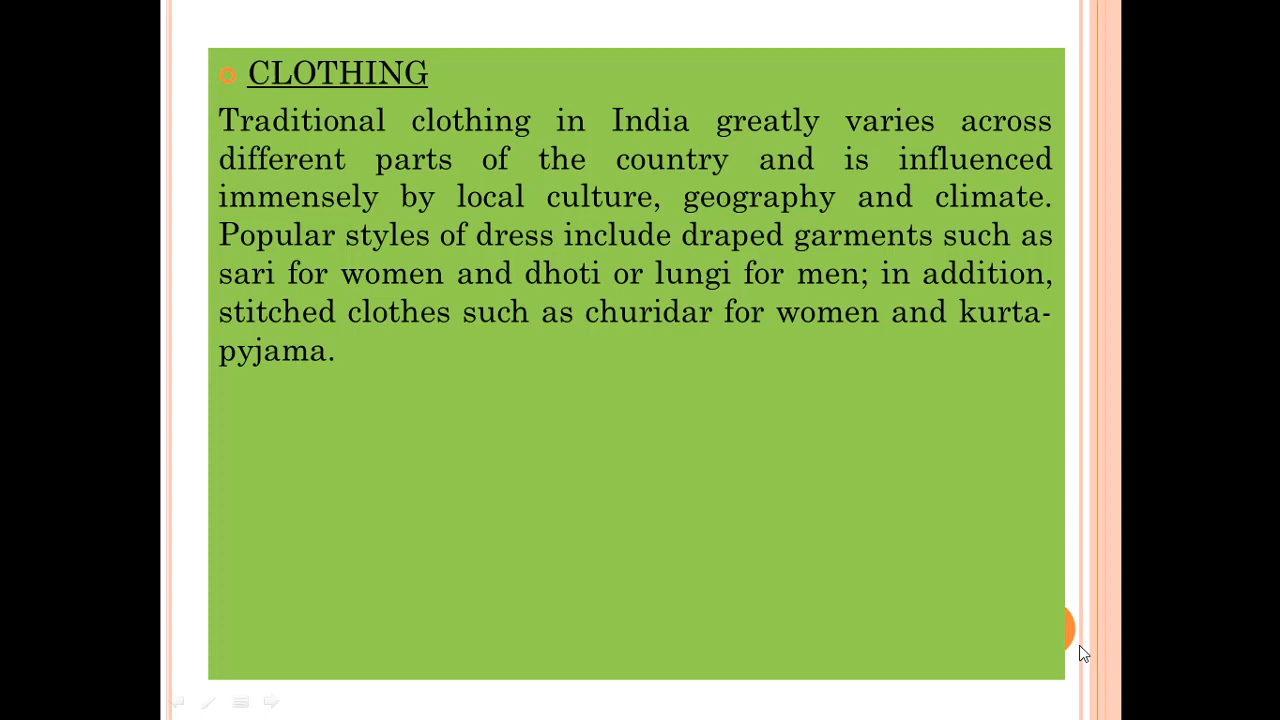 CLOTHING
Traditional clothing in India greatly varies across
different parts of the country and is influenced
immensely by local culture, geography and climate.
Popular styles of dress include draped garments such as
sari for women and dhoti or lungi for men; in addition,
stitched clothes such as churidar for women and kurta-
pyjama.